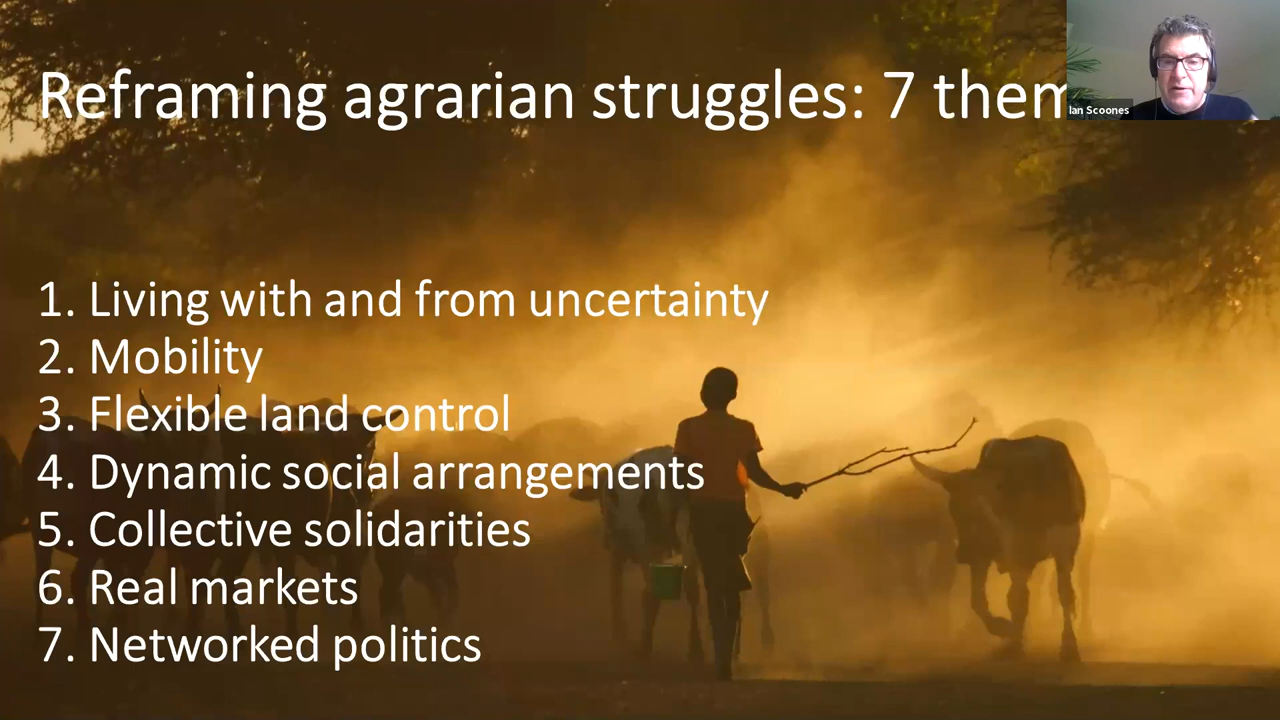 Reframing agrarian struggles: 7 them
Ian Scoones
1. Living with and from uncertainty
2. Mobility
3. Flexible land control
4. Dynamic social arrangements
5. Collective solidarities
6. Real markets
7. Networked politics